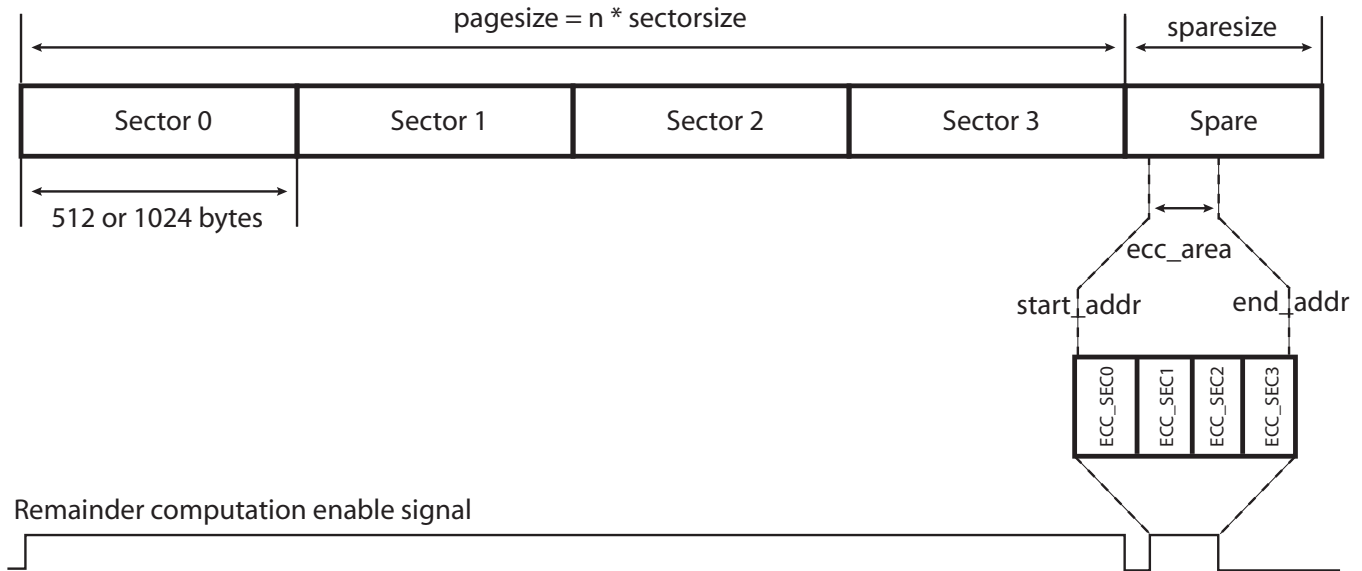 pagesize = n * sectorsize
sparesize
Sector 0
Sector 1
Sector 2
Sector 3
Spare
512 or 1024 bytes
ecc_area
start_addr
end_addr
ECC_SEC0
ECC_SEC1
ECC_SEC2
ECC_SEC3
Remainder computation enable signal